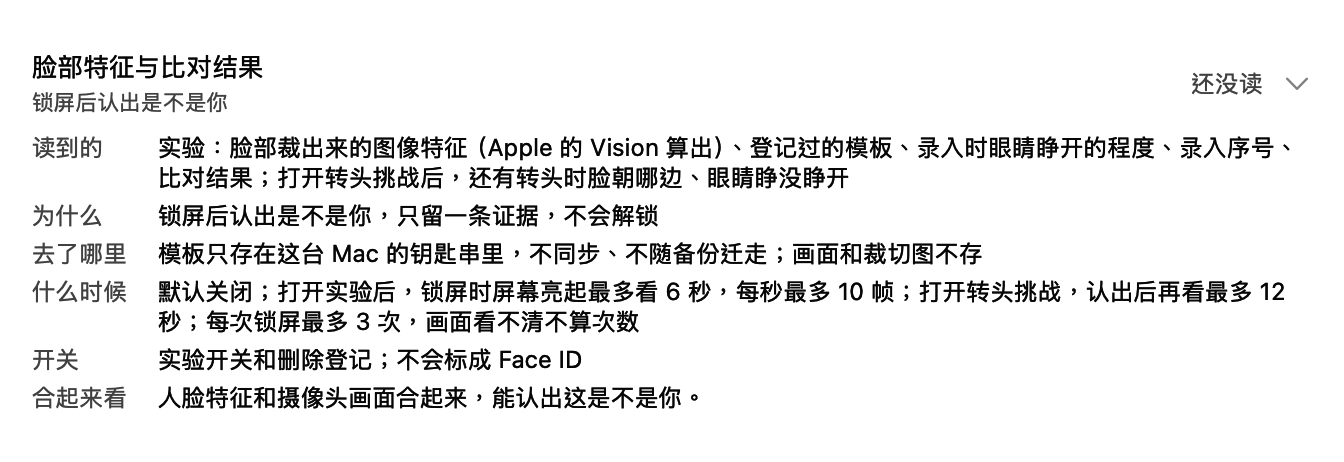 脸部特征与比对结果
锁屏后认出是不是你
还没读
读到的 实验：脸部裁出来的图像特征（Apple 的 Vision 算出）、登记过的模板、录入时眼睛睁开的程度、录入序号、
比对结果；打开转头挑战后，还有转头时脸朝哪边、眼睛睁没睁开
为什么 锁屏后认出是不是你，只留一条证据，不会解锁
去了哪里 模板只存在这台 Mac 的钥匙串里，不同步、不随备份迁走；画面和裁切图不存
什么时候 默认关闭；打开实验后，锁屏时屏幕亮起最多看 6 秒，每秒最多 10 帧；打开转头挑战，认出后再看最多 12
秒；每次锁屏最多 3 次，画面看不清不算次数
开关 实验开关和删除登记；不会标成 Face ID
合起来看 人脸特征和摄像头画面合起来，能认出这是不是你。